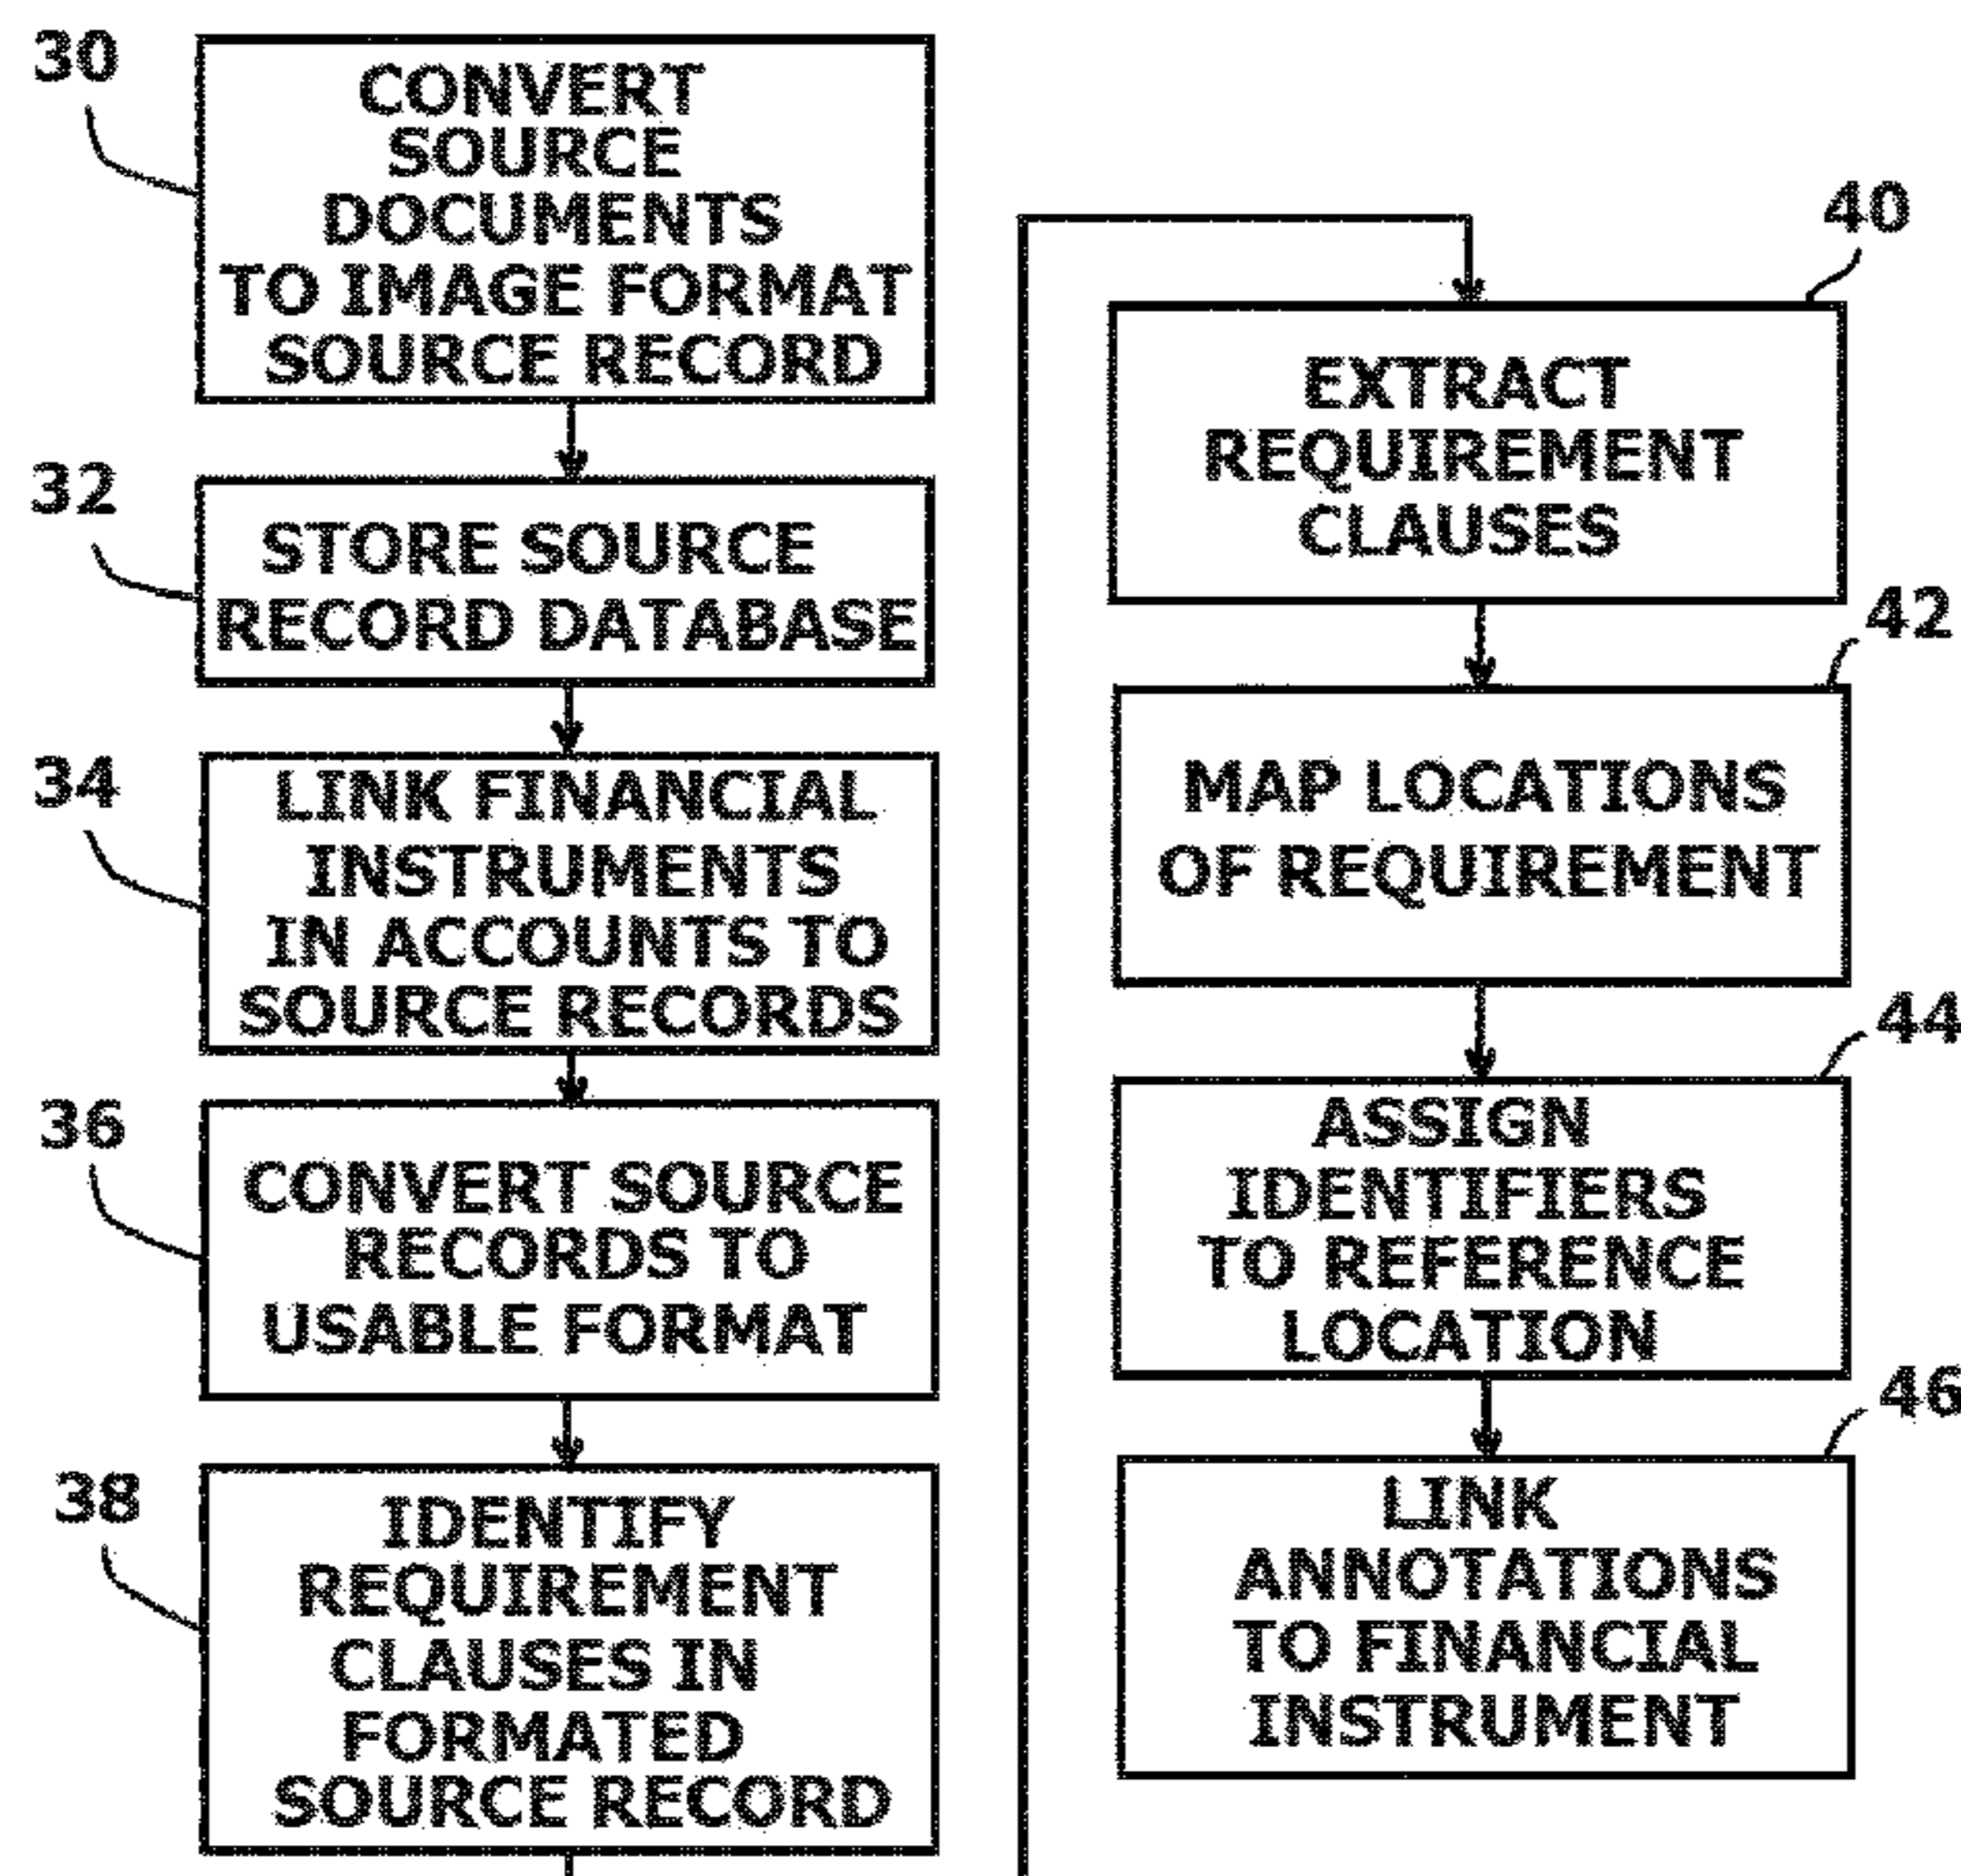 30
CONVERT
SOURCE
DOCUMENTS
TO IMAGE FORMAT
SOURCE RECORD
32
STORE SOURCE
RECORD DATABASE
34
LINK FINANCIAL
INSTRUMENTS
IN ACCOUNTS TO
SOURCE RECORDS
36
CONVERT SOURCE
RECORDS TO
USABLE FORMAT
38
IDENTIFY
REQUIREMENT
CLAUSES IN
FORMATED
SOURCE RECORD
40
EXTRACT
REQUIREMENT
CLAUSES
42
MAP LOCATIONS
OF REQUIREMENT
44
ASSIGN
IDENTIFIERS
TO REFERENCE
LOCATION
46
LINK
ANNOTATIONS
TO FINANCIAL
INSTRUMENT